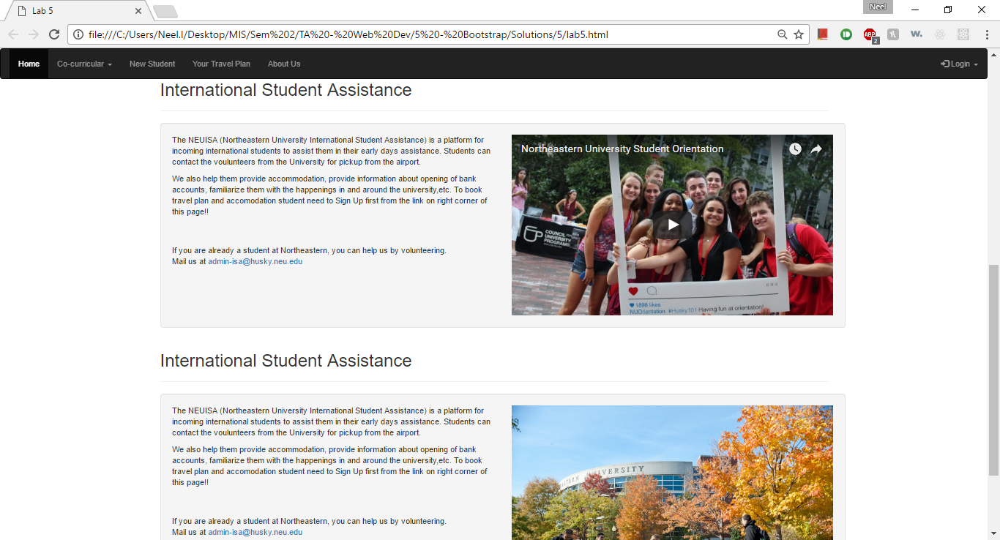 Lab 5
Neel
file:///C:/Users/Neel.I/Desktop/MIS/Sem%202/TA%20-%20Web%20Dev/5%20-%20Bootstrap/Solutions/5/lab5.html
ABP
2
W.
Home Co-curricular New Student Your Travel Plan About Us Login
International Student Assistance
The NEUISA (Northeastern University International Student Assistance) is a platform for
incoming international students to assist them in their early days assistance. Students can
contact the voulunteers from the University for pickup from the airport.
We also help them provide accommodation, provide information about opening of bank
accounts, familiarize them with the happenings in and around the university,etc. To book
travel plan and accomodation student need to Sign Up first from the link on right corner of
this page!!
If you are already a student at Northeastern, you can help us by volunteering.
Mail us at admin-isa@husky.neu.edu
Northeastern University Student Orientation
COUNCIL
UNIVERSITY
PROGRAMS
1898 likes
NUOrientation #Husky101 Having fun at orientation!
International Student Assistance
The NEUISA (Northeastern University International Student Assistance) is a platform for
incoming international students to assist them in their early days assistance. Students can
contact the voulunteers from the University for pickup from the airport.
We also help them provide accommodation, provide information about opening of bank
accounts, familiarize them with the happenings in and around the university,etc. To book
travel plan and accomodation student need to Sign Up first from the link on right corner of
this page!!
If you are already a student at Northeastern, you can help us by volunteering.
Mail us at admin-isa@husky.neu.edu
EASTERN UNIVERSITY